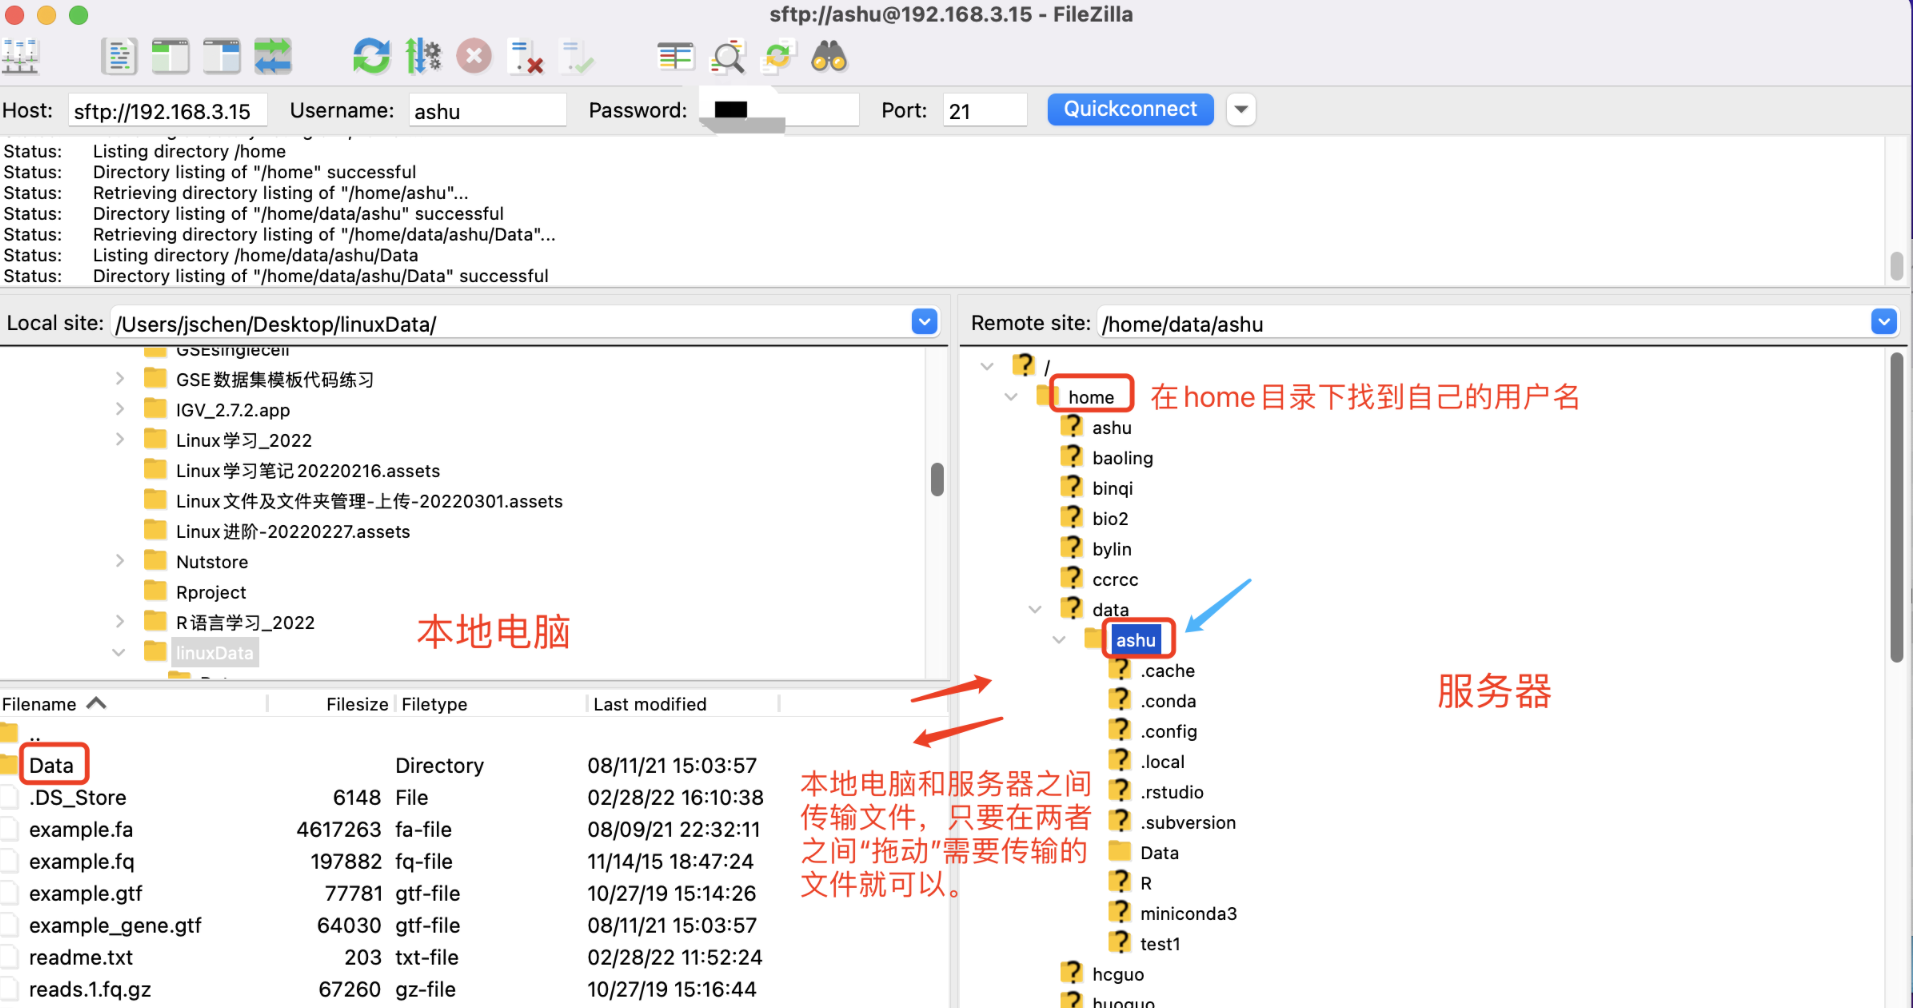 sftp://ashu@192.168.3.15 - FileZilla
Host: sftp://192.168.3.15 Username: ashu Password: Port: 21 Quickconnect
Status: Listing directory /home
Status: Directory listing of "/home" successful
Status: Retrieving directory listing of "/home/ashu"...
Status: Directory listing of "/home/data/ashu" successful
Status: Retrieving directory listing of "/home/data/ashu/Data"...
Status: Listing directory /home/data/ashu/Data
Status: Directory listing of "/home/data/ashu/Data" successful
Local site: /Users/jschen/Desktop/linuxData/
GSEsinglecell
GSE数据集模板代码练习
IGV_2.7.2.app
Linux学习_2022
Linux学习笔记20220216.assets
Linux文件及文件夹管理-上传-20220301.assets
Linux进阶-20220227.assets
Nutstore
Rproject
R语言学习_2022
linuxData
本地电脑
Filename Filesize Filetype Last modified
..
Data Directory 08/11/21 15:03:57
.DS_Store 6148 File 02/28/22 16:10:38
example.fa 4617263 fa-file 08/09/21 22:32:11
example.fq 197882 fq-file 11/14/15 18:47:24
example.gtf 77781 gtf-file 10/27/19 15:14:26
example_gene.gtf 64030 gtf-file 08/11/21 15:03:57
readme.txt 203 txt-file 02/28/22 11:52:24
reads.1.fq.gz 67260 gz-file 10/27/19 15:16:44
本地电脑和服务器之间
传输文件，只要在两者
之间“拖动”需要传输的
文件就可以。
Remote site: /home/data/ashu
/
home
在home目录下找到自己的用户名
ashu
baoling
binqi
bio2
bylin
ccrcc
data
ashu
.cache
.conda
.config
.local
.rstudio
.subversion
Data
R
miniconda3
test1
hcguo
huoguo
服务器